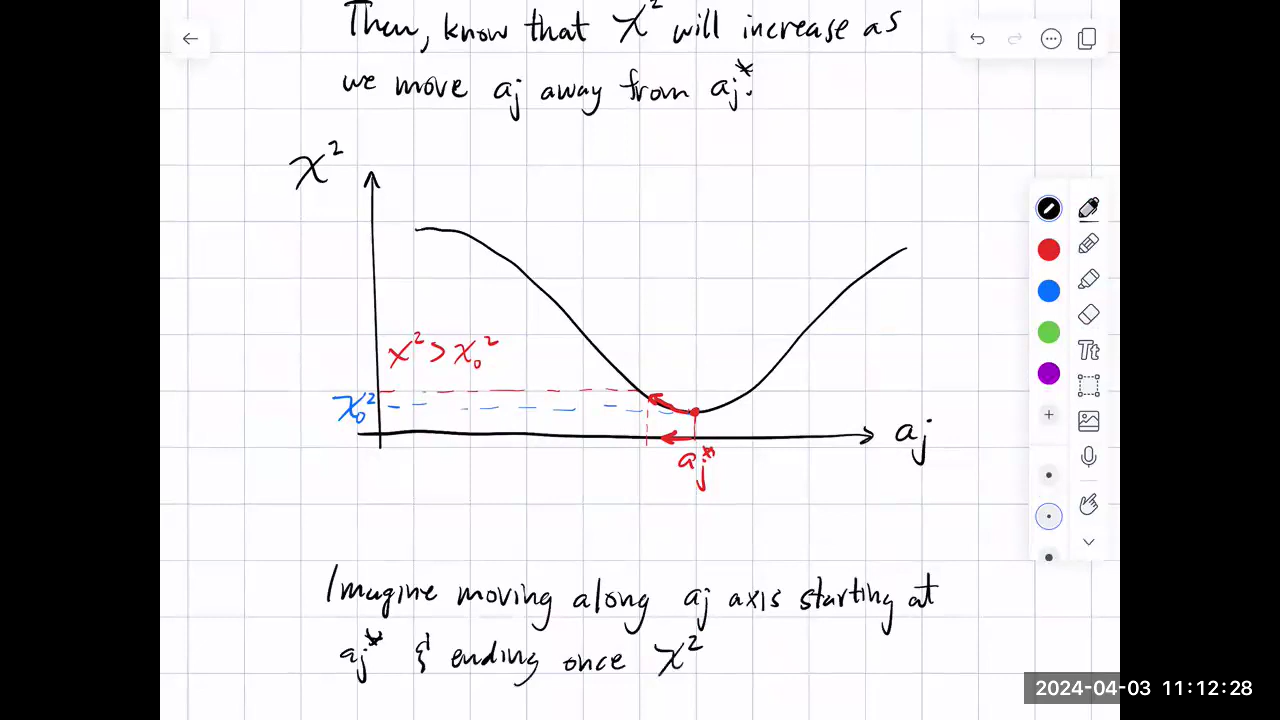 Then, know that χ² will increase as
we move aj away from aj*.
χ²
χ² > χ₀²
χ₀²
aj
aj*
Imagine moving along aj axis starting at
aj* & ending once χ²
Tt
2024-04-03 11:12:28